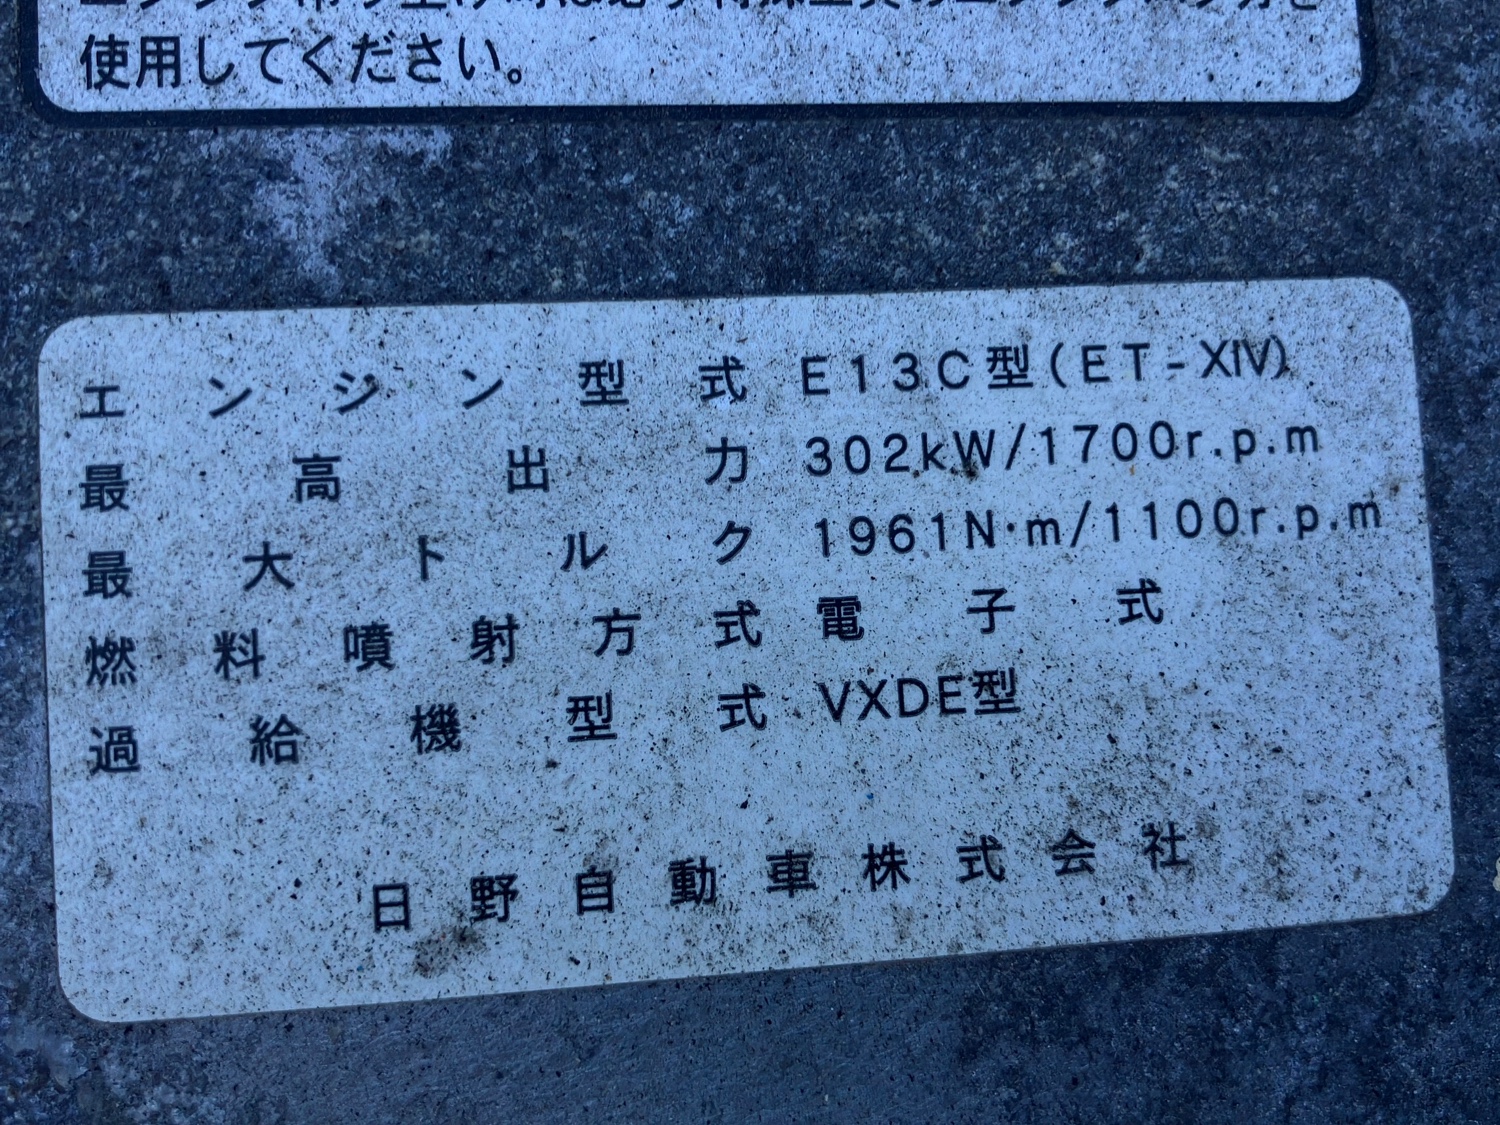 使用してください。
エンジン型式 E13C型(ET-XIV)
最高出力 302kW/1700r.p.m
最大トルク 1961N·m/1100r.p.m
燃料噴射方式 電子式
過給機型式 VXDE型
日野自動車株式会社